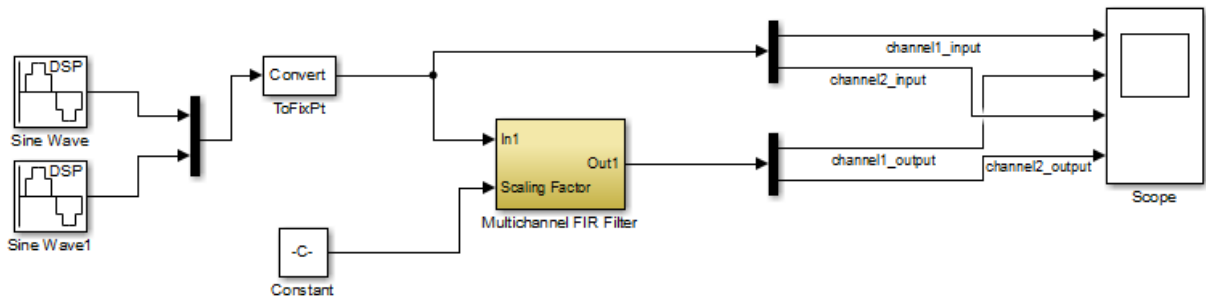 DSP
Sine Wave
DSP
Sine Wave1
Convert
ToFixPt
-C-
Constant
In1
Out1
Scaling Factor
Multichannel FIR Filter
channel1_input
channel2_input
channel1_output
channel2_output
Scope